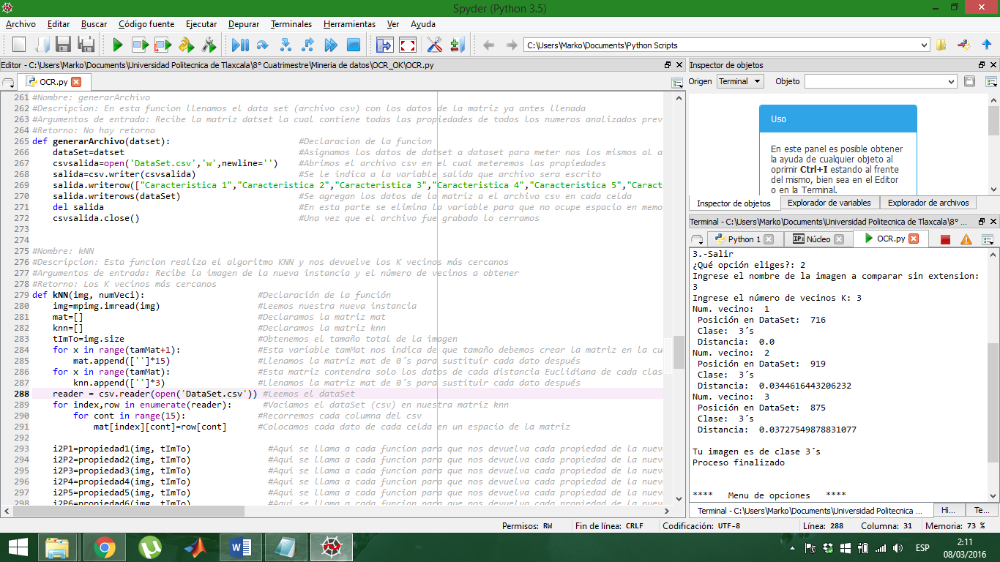 Spyder (Python 3.5)
Archivo Editar Buscar Código fuente Ejecutar Depurar Terminales Herramientas Ver Ayuda
C:\Users\Marko\Documents\Python Scripts
Editor - C:\Users\Marko\Documents\Universidad Politecnica de Tlaxcala\8° Cuatrimestre\Mineria de datos\OCR_OK\OCR.py
OCR.py
261 #Nombre: generarArchivo
262 #Descripcion: En esta funcion llenamos el data set (archivo csv) con los datos de la matriz ya antes llenada
263 #Argumentos de entrada: Recibe la matriz datset la cual contiene todas las propiedades de todos los numeros analizados prev
264 #Retorno: No hay retorno
265 def generarArchivo(datset): #Declaracion de la funcion
266 dataSet=datset #Asignamos los datos de datset a dataset para meter nos los mismos al a
267 csvsalida=open('DataSet.csv','w',newline='') #Abrimos el archivo csv en el cual meteremos las propiedades
268 salida=csv.writer(csvsalida) #Se le indica a la variable salida que archivo sera escrito
269 salida.writerow(["Caracteristica 1","Caracteristica 2","Caracteristica 3","Caracteristica 4","Caracteristica 5","Caract
270 salida.writerows(dataSet) #Se agregan los datos de la matriz a el archivo csv en cada celda
271 del salida #En esta parte se elimina la variable para que no ocupe espacio en memo
272 csvsalida.close() #Una vez que el archivo fue grabado lo cerramos
273
274
275 #Nombre: kNN
276 #Descripcion: Esta funcion realiza el algoritmo KNN y nos devuelve los K vecinos más cercanos
277 #Argumentos de entrada: Recibe la imagen de la nueva instancia y el número de vecinos a obtener
278 #Retorno: Los K vecinos más cercanos
279 def kNN(img, numVeci): #Declaración de la función
280 img=mpimg.imread(img) #Leemos nuestra nueva instancia
281 mat=[] #Declaramos la matriz mat
282 knn=[] #Declaramos la matriz knn
283 tImTo=img.size #Obtenemos el tamaño total de la imagen
284 for x in range(tamMat+1): #Esta variable tamMat nos indica de que tamaño debemos crear la matriz en la cu
285 mat.append(['']*15) #Llenamos la matriz mat de 0´s para sustituir cada dato después
286 for x in range(tamMat): #Esta matriz contendra solo los datos de cada distancia Euclidiana de cada clas
287 knn.append(['']*3) #Llenamos la matriz mat de 0´s para sustituir cada dato después
288 reader = csv.reader(open('DataSet.csv')) #Leemos el dataSet
289 for index,row in enumerate(reader): #Vaciamos el dataSet (csv) en nuestra matriz knn
290 for cont in range(15): #Recorremos cada columna del csv
291 mat[index][cont]=row[cont] #Colocamos cada dato de cada celda en un espacio de la matriz
292
293 i2P1=propiedad1(img, tImTo) #Aqui se llama a cada funcion para que nos devuelva cada propiedad de la nuev
294 i2P2=propiedad2(img, tImTo) #Aqui se llama a cada funcion para que nos devuelva cada propiedad de la nuev
295 i2P3=propiedad3(img, tImTo) #Aqui se llama a cada funcion para que nos devuelva cada propiedad de la nuev
296 i2P4=propiedad4(img, tImTo) #Aqui se llama a cada funcion para que nos devuelva cada propiedad de la nuev
297 i2P5=propiedad5(img, tImTo) #Aqui se llama a cada funcion para que nos devuelva cada propiedad de la nuev
298 i2P6=propiedad6(img, tImTo) #Aqui se llama a cada funcion para que nos devuelva cada propiedad de la nuev
Inspector de objetos
Origen Terminal Objeto
Uso
En este panel es posible obtener
la ayuda de cualquier objeto al
oprimir Ctrl+I estando al frente
del mismo, bien sea en el Editor
o en la Terminal.
Inspector de objetos Explorador de variables Explorador de archivos
Terminal - C:\Users\Marko\Documents\Universidad Politecnica de Tlaxcala\8° ...
Python 1 IP: Núcleo OCR.py
3.-Salir
¿Qué opción eliges?: 2
Ingrese el nombre de la imagen a comparar sin extension:
3
Ingrese el número de vecinos K: 3
Num. vecino: 1
Posición en DataSet: 716
Clase: 3´s
Distancia: 0.0
Num. vecino: 2
Posición en DataSet: 919
Clase: 3´s
Distancia: 0.0344616443206232
Num. vecino: 3
Posición en DataSet: 875
Clase: 3´s
Distancia: 0.03727549878831077
Tu imagen es de clase 3´s
Proceso finalizado
**** Menu de opciones ****
Terminal - C:\Users\Marko\Documents\Universidad Politecnica ... Hi... Te...
Permisos: RW Fin de línea: CRLF Codificación: UTF-8 Línea: 288 Columna: 31 Memoria: 73 %
ESP
2:11
08/03/2016